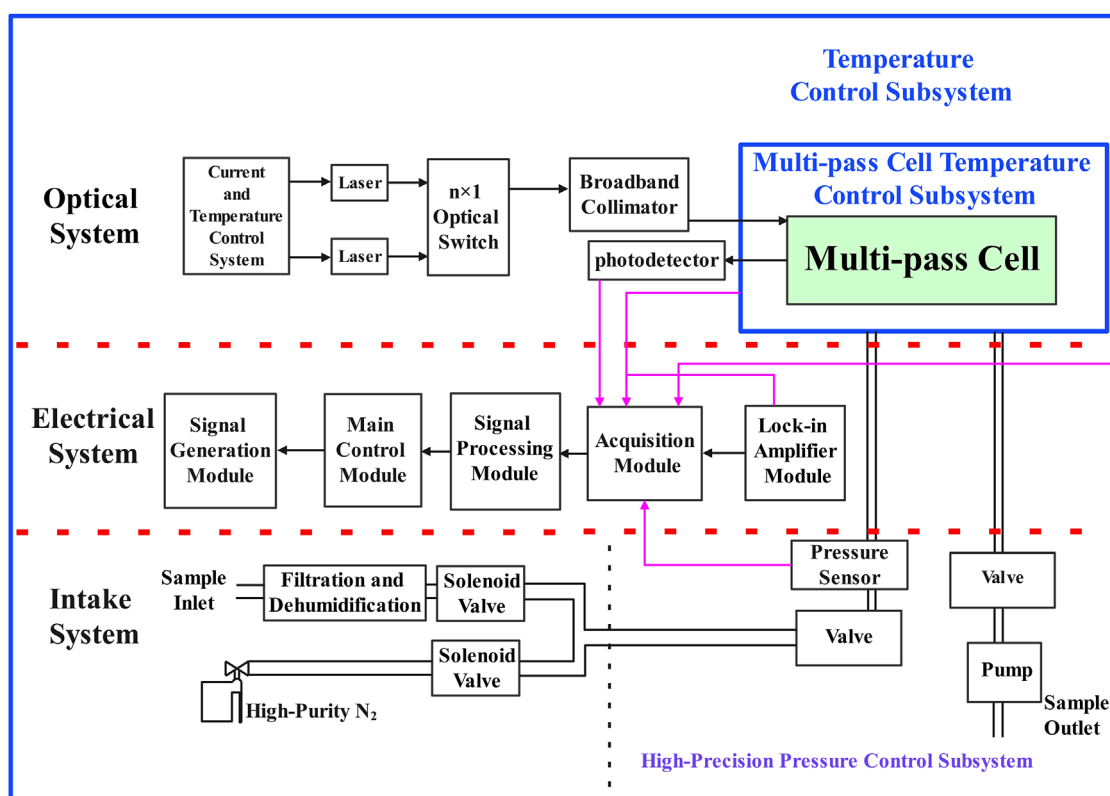 Temperature
Control Subsystem
Multi-pass Cell Temperature
Control Subsystem
Optical
System
Current
and
Temperature
Control
System
Laser
Laser
n×1
Optical
Switch
Broadband
Collimator
photodetector
Multi-pass Cell
Electrical
System
Signal
Generation
Module
Main
Control
Module
Signal
Processing
Module
Acquisition
Module
Lock-in
Amplifier
Module
Intake
System
Sample
Inlet
Filtration and
Dehumidification
Solenoid
Valve
Solenoid
Valve
High-Purity N₂
Pressure
Sensor
Valve
Valve
Pump
Sample
Outlet
High-Precision Pressure Control Subsystem